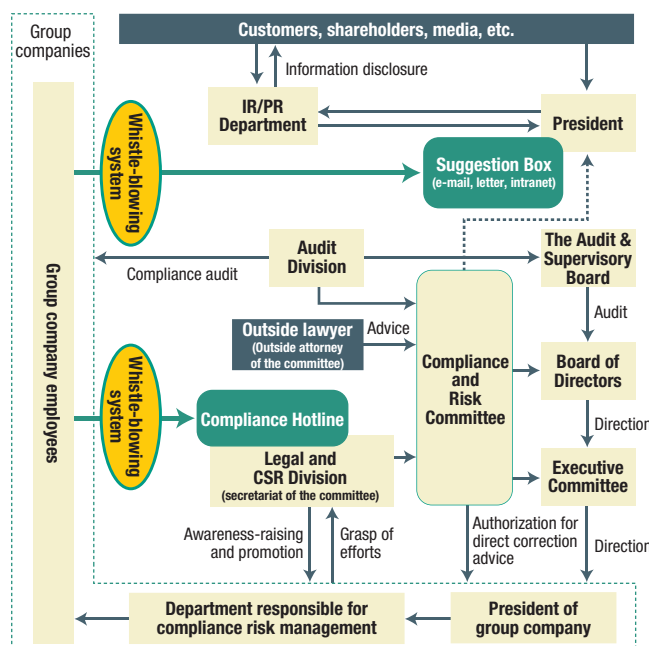 Group
companies
Customers, shareholders, media, etc.
Information disclosure
IR/PR
Department
President
Whistle-blowing
system
Suggestion Box
(e-mail, letter, intranet)
Audit
Division
The Audit &
Supervisory
Board
Compliance audit
Audit
Group company employees
Outside lawyer
(Outside attorney
of the committee)
Advice
Compliance
and
Risk
Committee
Board of
Directors
Whistle-blowing
system
Compliance Hotline
Direction
Legal and
CSR Division
(secretariat of the committee)
Executive
Committee
Awareness-raising
and promotion
Grasp of
efforts
Authorization for
direct correction
advice
Direction
Department responsible for
compliance risk management
President of
group company